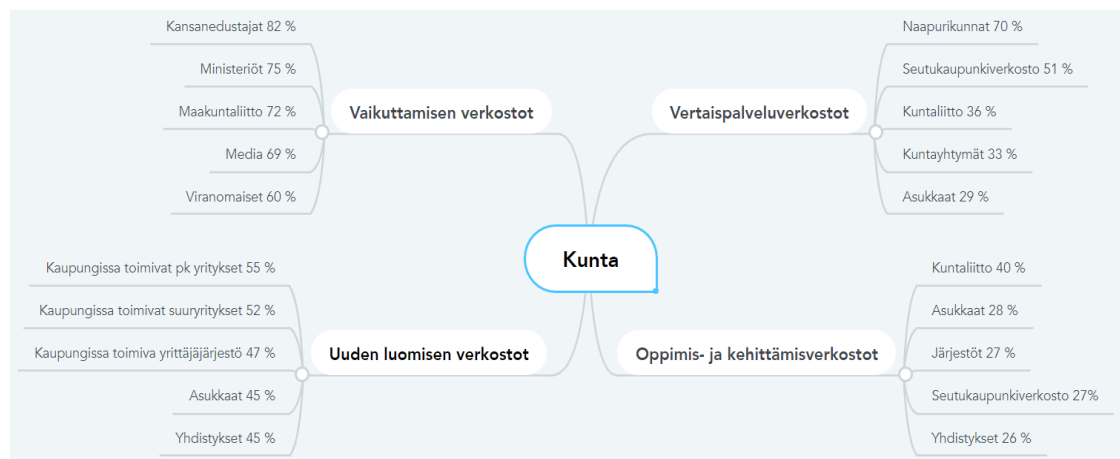 Kansanedustajat 82 %
Ministeriöt 75 %
Maakuntaliitto 72 %
Media 69 %
Viranomaiset 60 %
Vaikuttamisen verkostot
Naapurikunnat 70 %
Seutukaupunkiverkosto 51 %
Kuntaliitto 36 %
Kuntayhtymät 33 %
Asukkaat 29 %
Vertaispalveluverkostot
Kunta
Kaupungissa toimivat pk yritykset 55 %
Kaupungissa toimivat suuryritykset 52 %
Kaupungissa toimiva yrittäjäjärjestö 47 %
Asukkaat 45 %
Yhdistykset 45 %
Uuden luomisen verkostot
Kuntaliitto 40 %
Asukkaat 28 %
Järjestöt 27 %
Seutukaupunkiverkosto 27%
Yhdistykset 26 %
Oppimis- ja kehittämisverkostot